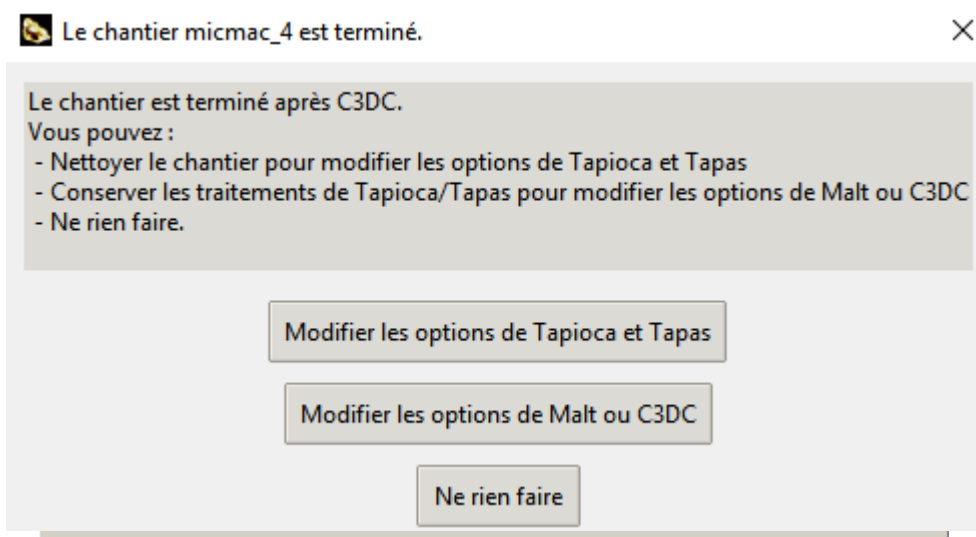 Le chantier micmac_4 est terminé.
Le chantier est terminé après C3DC.
Vous pouvez :
- Nettoyer le chantier pour modifier les options de Tapioca et Tapas
- Conserver les traitements de Tapioca/Tapas pour modifier les options de Malt ou C3DC
- Ne rien faire.
Modifier les options de Tapioca et Tapas
Modifier les options de Malt ou C3DC
Ne rien faire